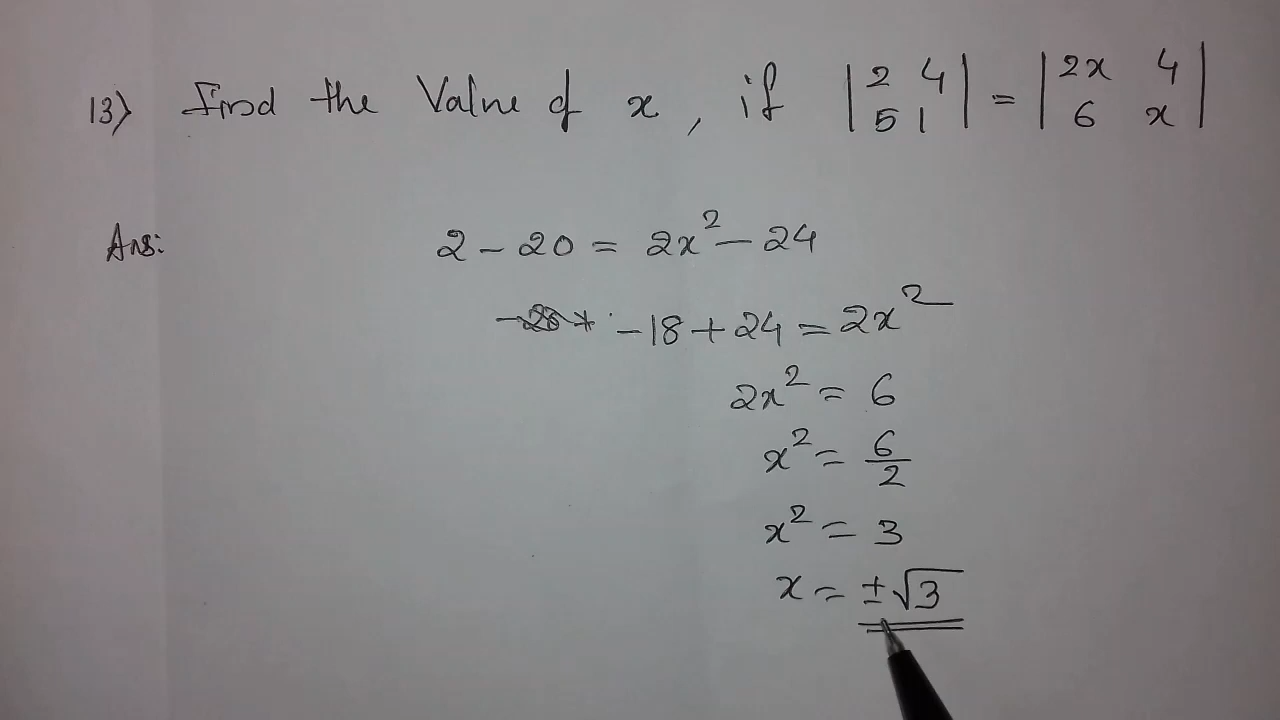 13) Find the Value of x, if |2 4| = |2x 4|
|5 1| |6 x|
Ans: 2 - 20 = 2x² - 24
-18 + 24 = 2x²
2x² = 6
x² = 6/2
x² = 3
x = ±√3